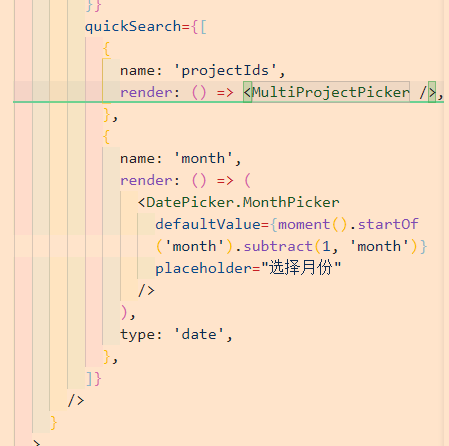 }}
quickSearch={[
{
name: 'projectIds',
render: () => <MultiProjectPicker />,
},
{
name: 'month',
render: () => (
<DatePicker.MonthPicker
defaultValue={moment().startOf
('month').subtract(1, 'month')}
placeholder="选择月份"
/>
),
type: 'date',
},
]}
/>
}
>